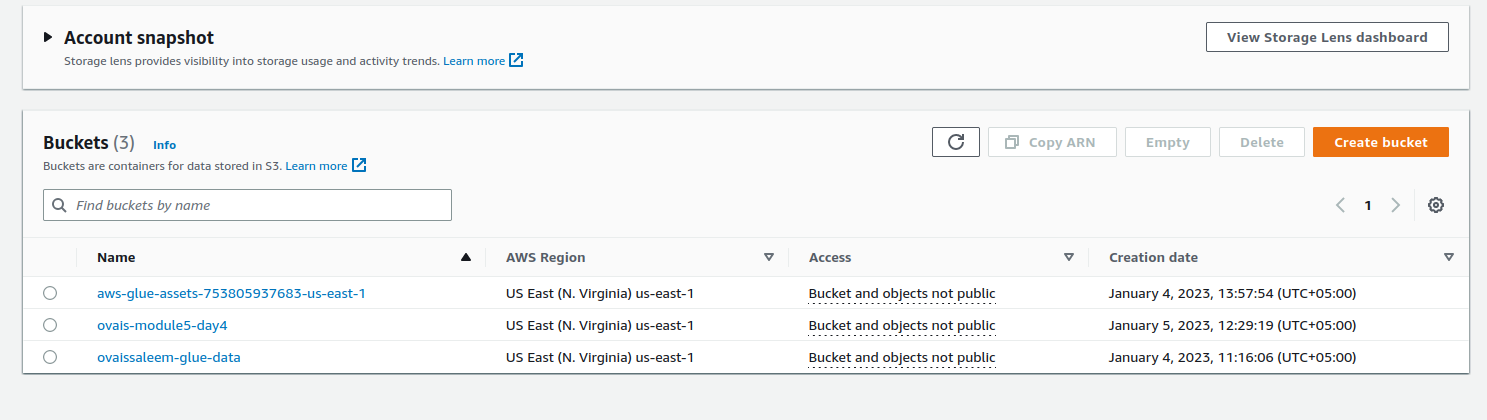 Account snapshot
View Storage Lens dashboard
Storage lens provides visibility into storage usage and activity trends. Learn more
Buckets (3) Info
Copy ARN
Empty
Delete
Create bucket
Buckets are containers for data stored in S3. Learn more
Find buckets by name
1
Name AWS Region Access Creation date
aws-glue-assets-753805937683-us-east-1 US East (N. Virginia) us-east-1 Bucket and objects not public January 4, 2023, 13:57:54 (UTC+05:00)
ovais-module5-day4 US East (N. Virginia) us-east-1 Bucket and objects not public January 5, 2023, 12:29:19 (UTC+05:00)
ovaissaleem-glue-data US East (N. Virginia) us-east-1 Bucket and objects not public January 4, 2023, 11:16:06 (UTC+05:00)